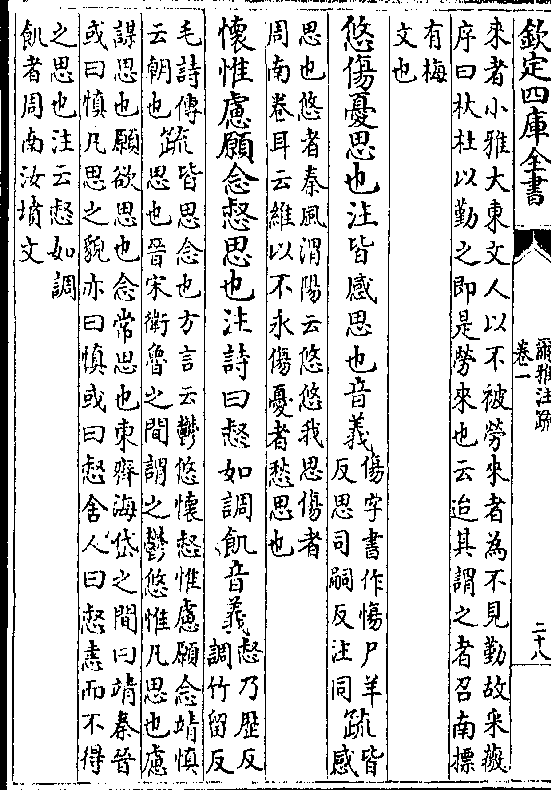 欽定四庫全書
爾雅注疏
卷一
二十八
來者小雅大東文人以不被勞來者為不見勤故采薇
序曰杕杜以勤之即是勞來也云迨其謂之者召南摽
有梅
文也
悠傷憂思也注皆感思也音義
傷字書作慯尸羊
反思司嗣反注同
疏
皆
感
思也悠者秦風渭陽云悠悠我思傷者
周南卷耳云維以不永傷憂者愁思也
懷惟慮願念惄思也注詩曰惄如調飢音義
惄乃歴反
調竹留反
毛詩傳
云朝也
疏
皆思念也方言云鬱悠懷惄惟慮願念靖慎
思也晉宋衛魯之間謂之鬱悠惟凡思也慮
謀思也願欲思也念常思也東齊海岱之間曰靖秦晉
或曰慎凡思之貌亦曰慎或曰惄舍人曰惄志而不得
之思也注云惄如調
飢者周南汝墳文